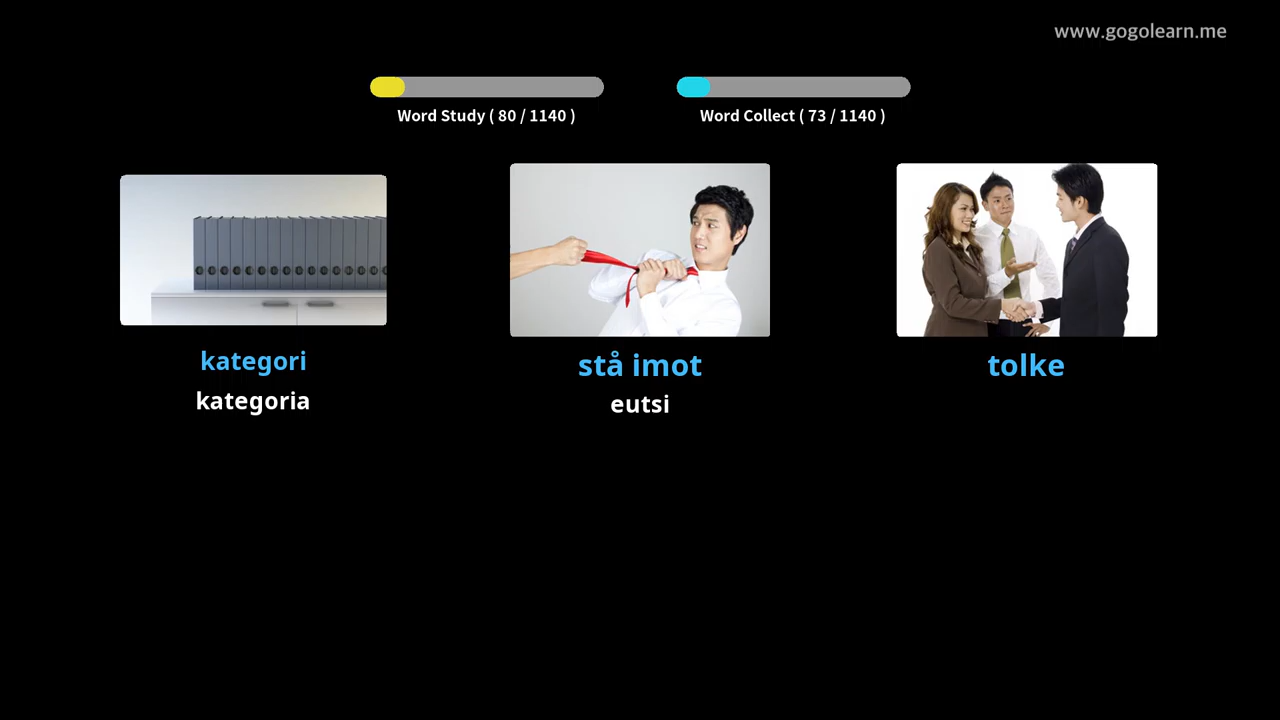 www.gogolearn.me
Word Study ( 80 / 1140 )
Word Collect ( 73 / 1140 )
kategori
kategoria
stå imot
eutsi
tolke